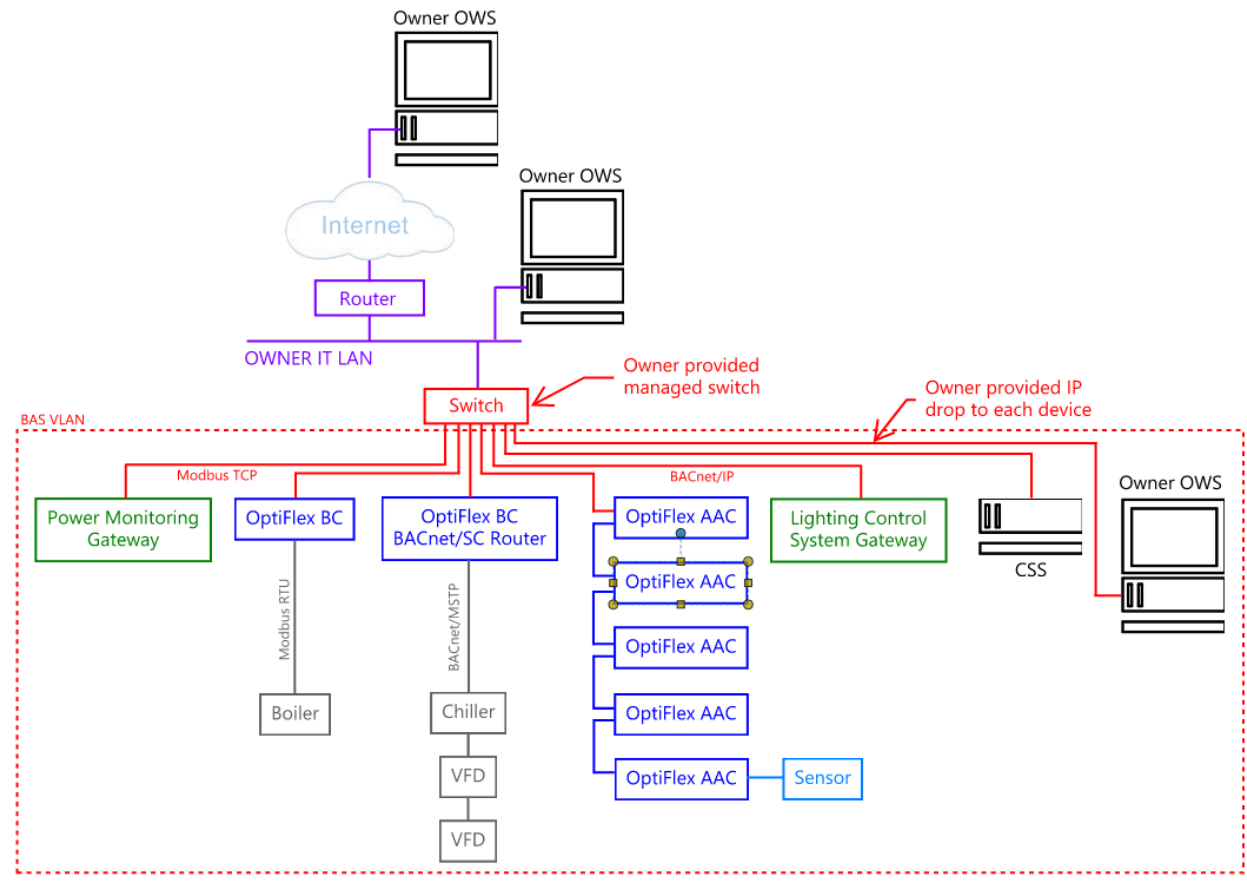 Owner OWS
Owner OWS
Internet
Router
OWNER IT LAN
Owner provided
managed switch
Switch
Owner provided IP
drop to each device
BAS VLAN
Modbus TCP
BACnet/IP
Owner OWS
Power Monitoring
Gateway
OptiFlex BC
OptiFlex BC
BACnet/SC Router
OptiFlex AAC
Lighting Control
System Gateway
CSS
OptiFlex AAC
Modbus RTU
BACnet/MSTP
OptiFlex AAC
Boiler
Chiller
OptiFlex AAC
VFD
OptiFlex AAC
Sensor
VFD